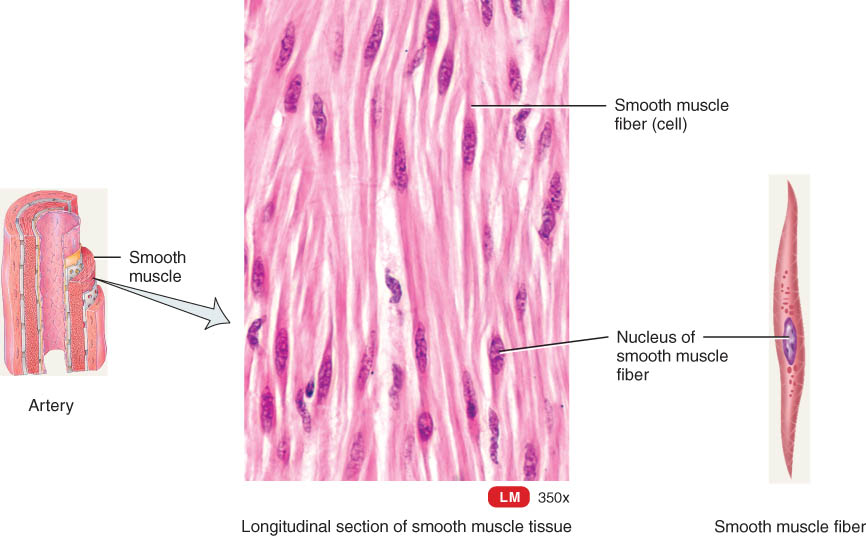 Smooth muscle
fiber (cell)
Smooth
muscle
Nucleus of
smooth muscle
fiber
Artery
LM 350x
Longitudinal section of smooth muscle tissue
Smooth muscle fiber